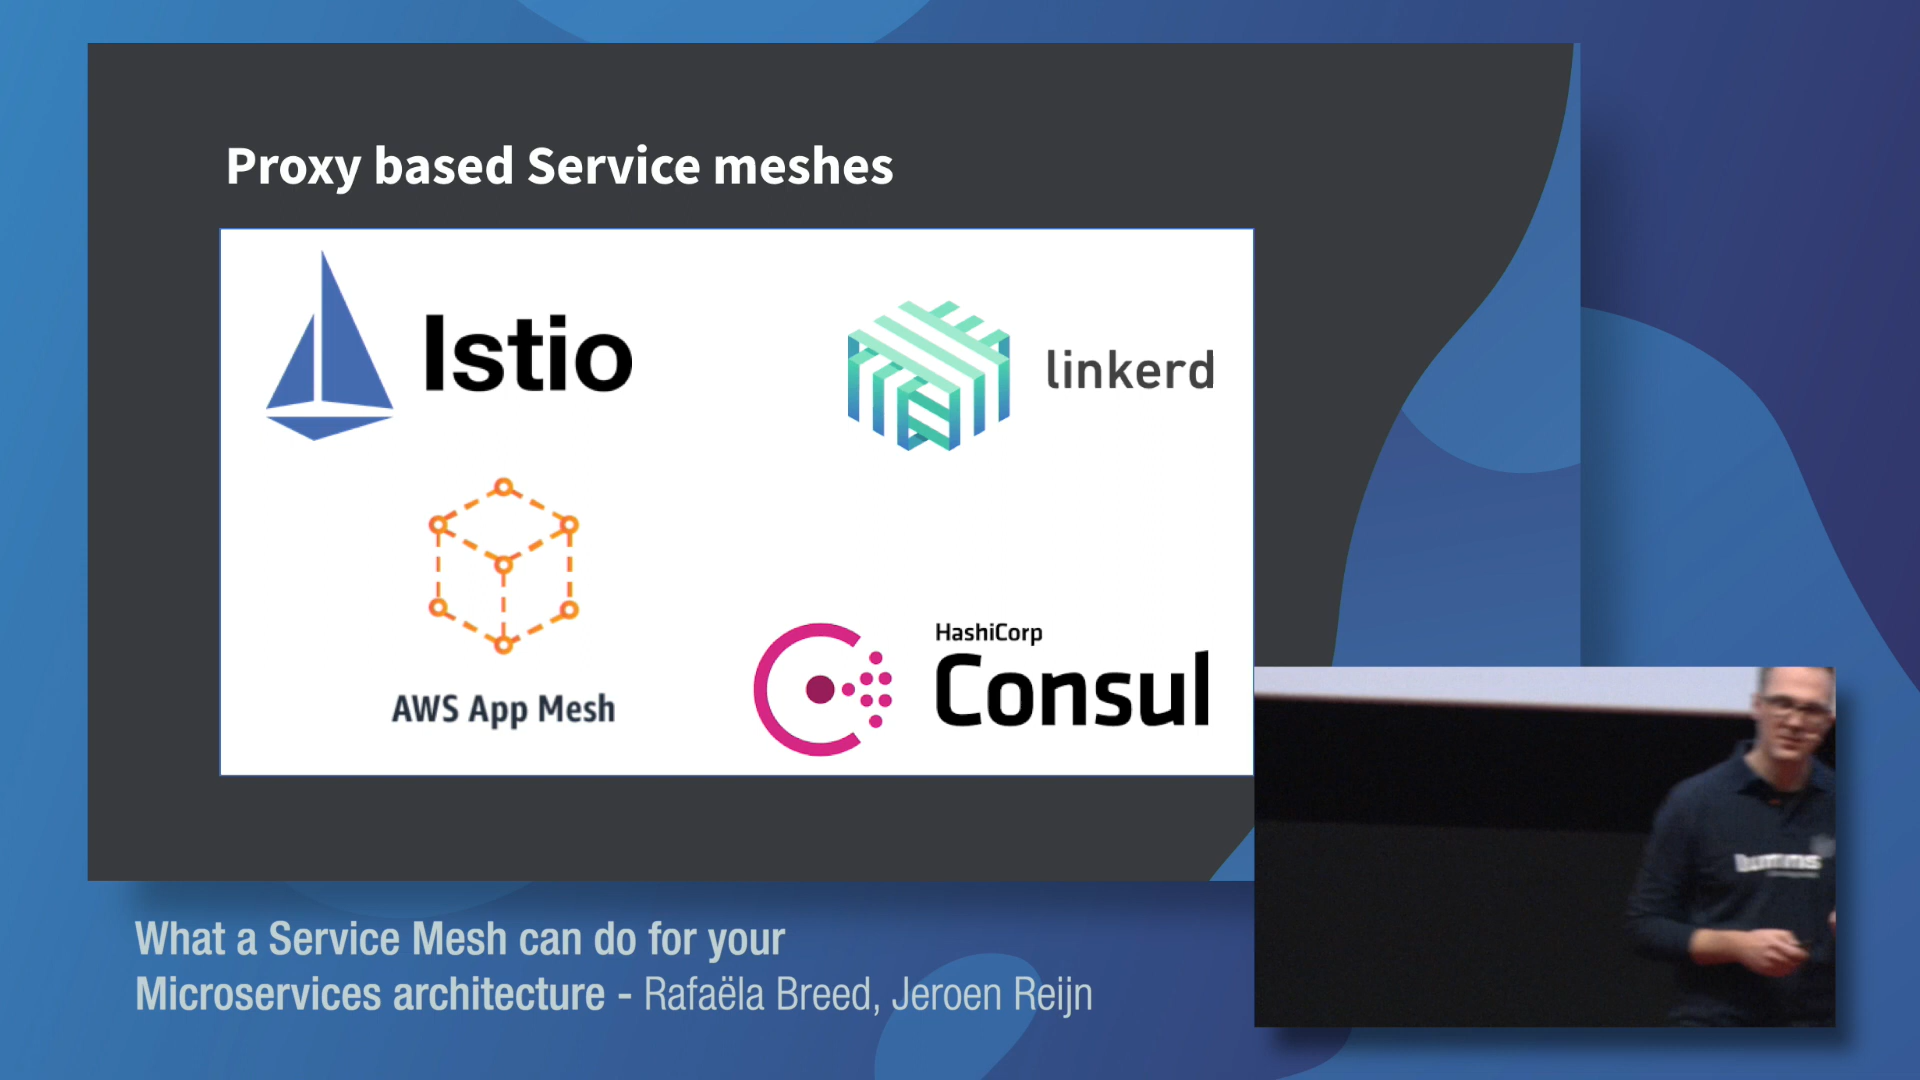 Proxy based Service meshes
Istio
linkerd
AWS App Mesh
HashiCorp
Consul
What a Service Mesh can do for your
Microservices architecture - Rafaëla Breed, Jeroen Reijn